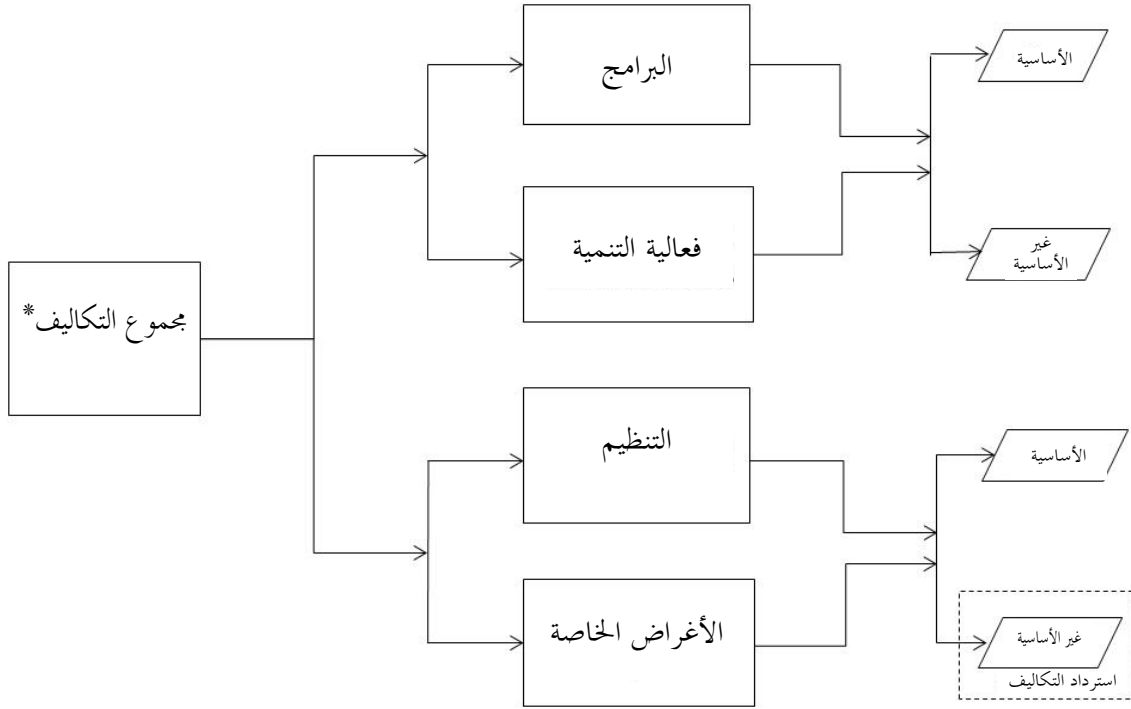 البرامج
الأساسية
فعالية التنمية
غير
الأساسية
مجموع التكاليف*
التنظيم
الأساسية
الأغراض الخاصة
غير الأساسية
استرداد التكاليف